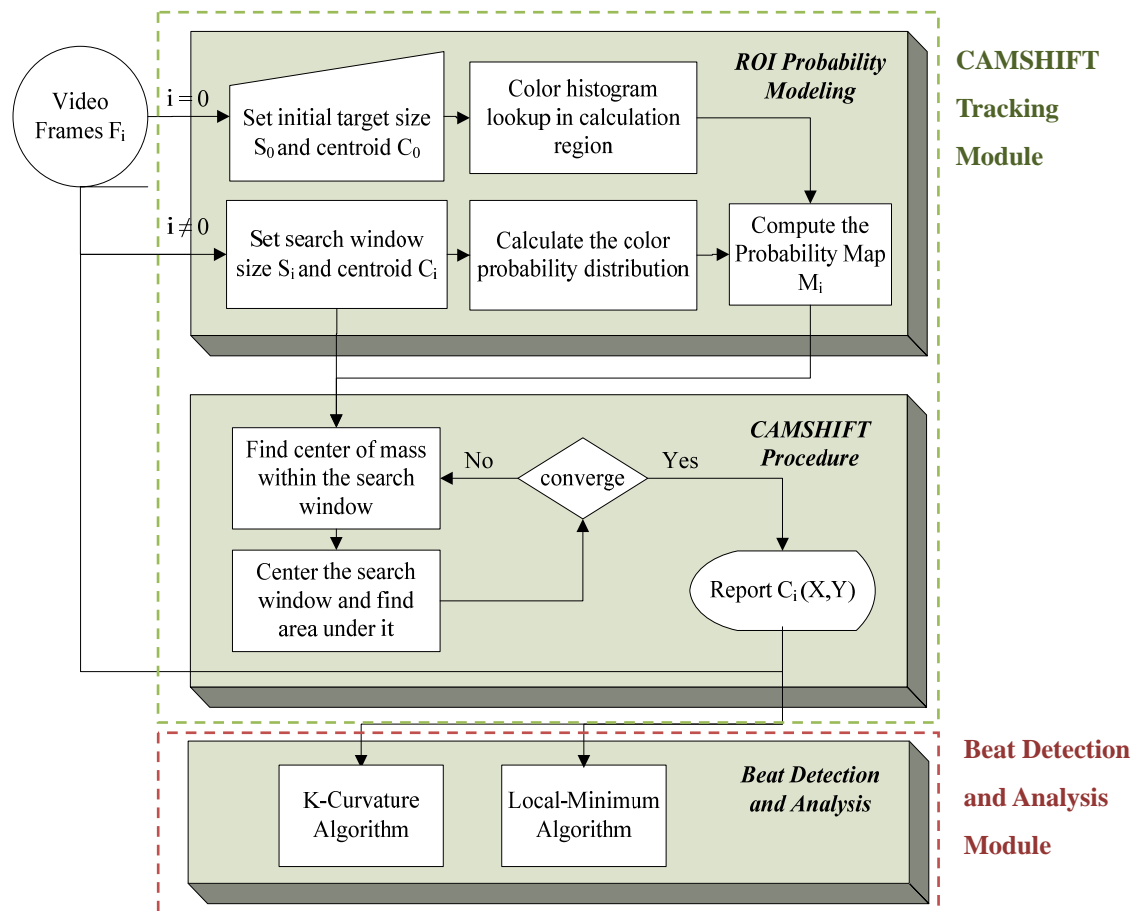 Video
Frames Fi
i = 0
Set initial target size
S0 and centroid C0
Color histogram
lookup in calculation
region
ROI Probability
Modeling
CAMSHIFT
Tracking
Module
i ≠ 0
Set search window
size Si and centroid Ci
Calculate the color
probability distribution
Compute the
Probability Map
Mi
CAMSHIFT
Procedure
Find center of mass
within the search
window
No
converge
Yes
Center the search
window and find
area under it
Report Ci (X,Y)
K-Curvature
Algorithm
Local-Minimum
Algorithm
Beat Detection
and Analysis
Beat Detection
and Analysis
Module